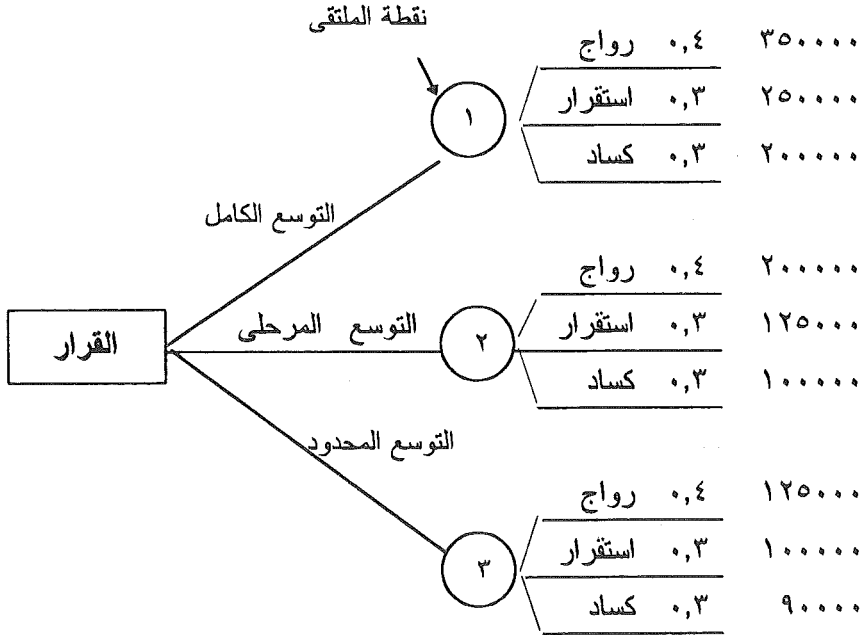 نقطة الملتقى
١
رواج ٠,٤ ٣٥٠٠٠٠
استقرار ٠,٣ ٢٥٠٠٠٠
كساد ٠,٣ ٢٠٠٠٠٠
التوسع الكامل
القرار
التوسع المرحلى
٢
رواج ٠,٤ ٢٠٠٠٠٠
استقرار ٠,٣ ١٢٥٠٠٠
كساد ٠,٣ ١٠٠٠٠٠
التوسع المحدود
٣
رواج ٠,٤ ١٢٥٠٠٠
استقرار ٠,٣ ١٠٠٠٠٠
كساد ٠,٣ ٩٠٠٠٠